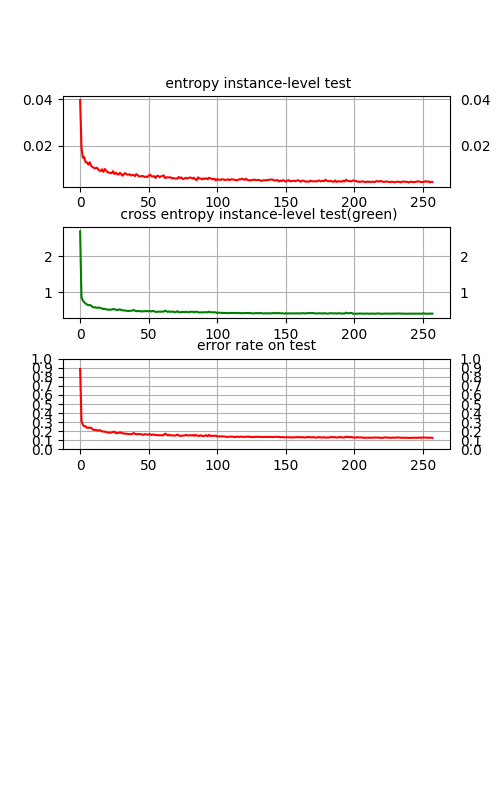 entropy instance-level test
0.04 0.04
0.02 0.02
0 50 100 150 200 250
cross entropy instance-level test(green)
2 2
1 1
0 50 100 150 200 250
error rate on test
1.0 1.0
0.9 0.9
0.8 0.8
0.7 0.7
0.6 0.6
0.5 0.5
0.4 0.4
0.3 0.3
0.2 0.2
0.1 0.1
0.0 0.0
0 50 100 150 200 250